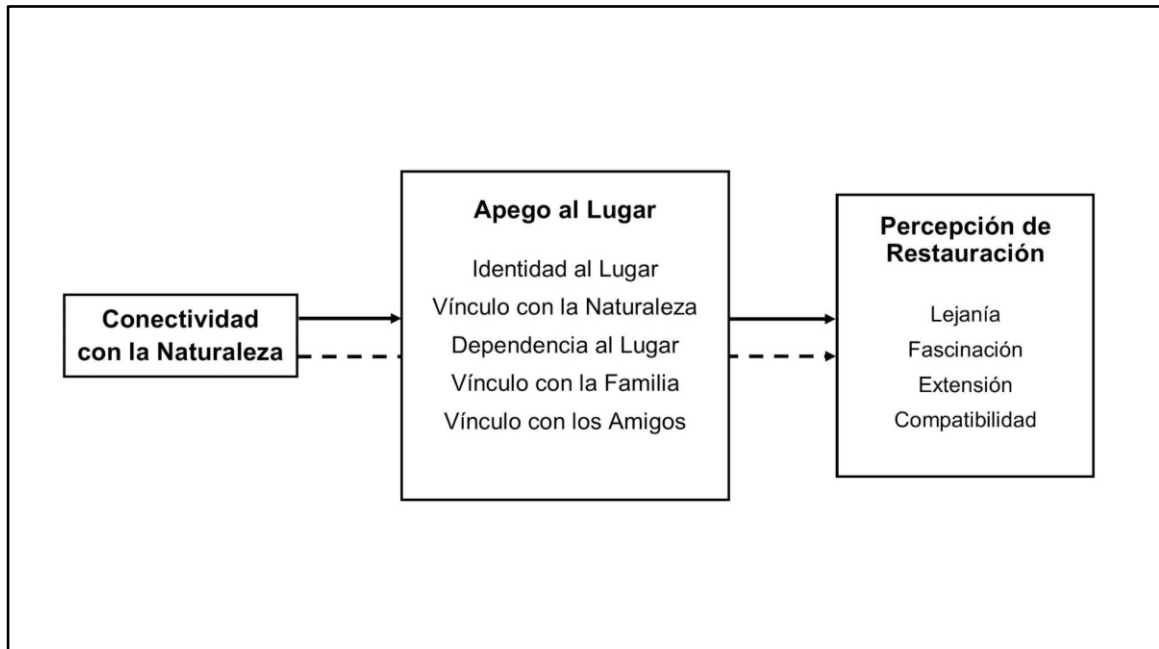 Conectividad
con la Naturaleza
Apego al Lugar
Identidad al Lugar
Vínculo con la Naturaleza
Dependencia al Lugar
Vínculo con la Familia
Vínculo con los Amigos
Percepción de
Restauración
Lejanía
Fascinación
Extensión
Compatibilidad